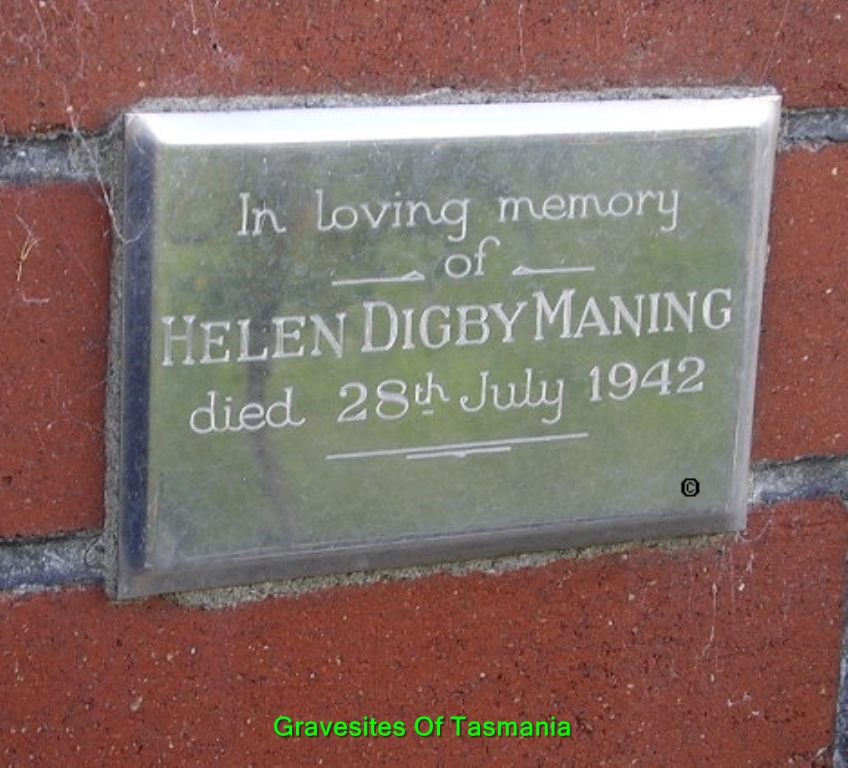 In loving memory
of
HELEN DIGBY MANING
died 28th July 1942
©
Gravesites Of Tasmania